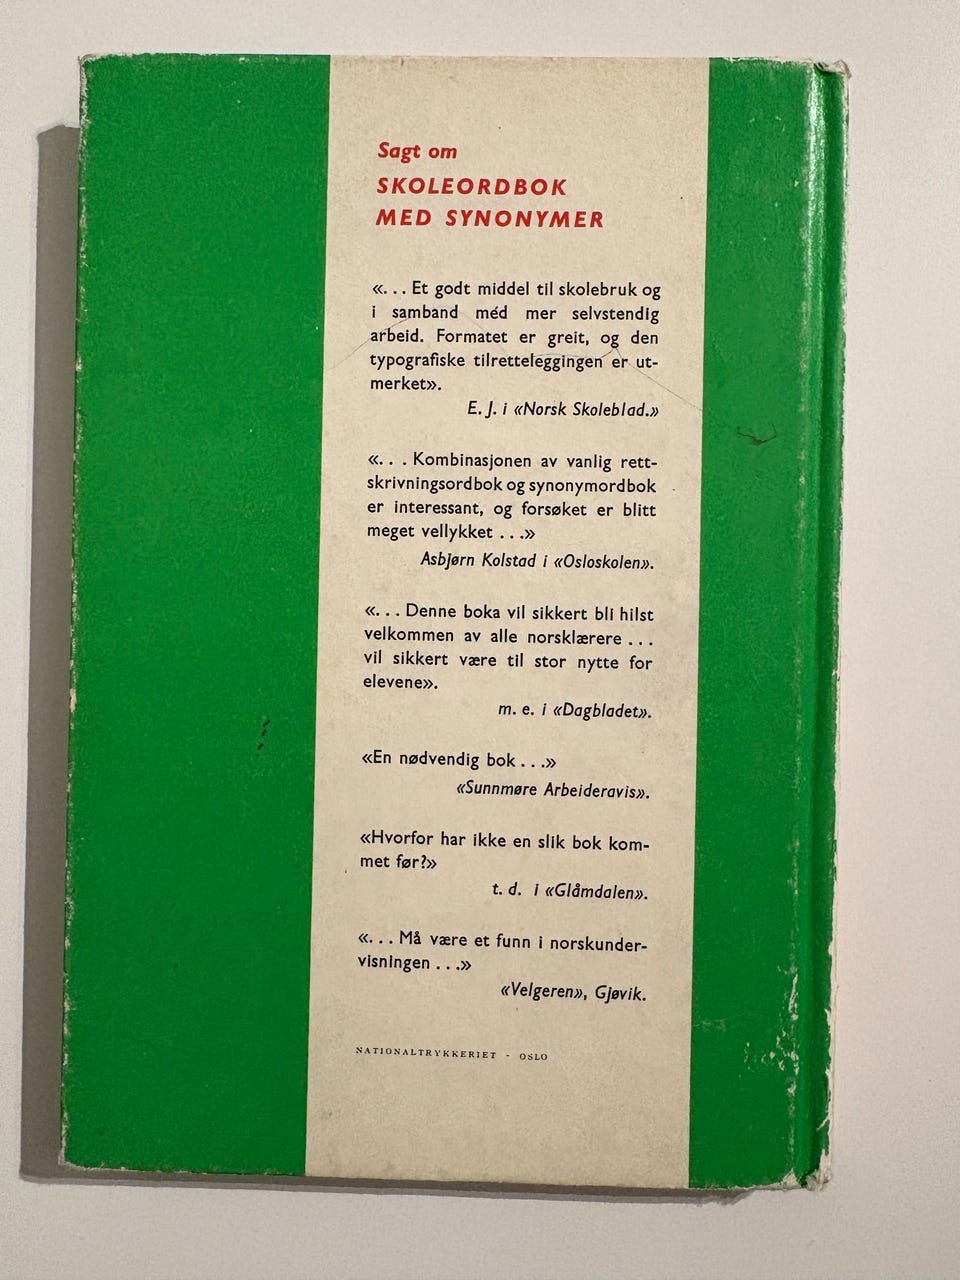 Sagt om
SKOLEORDBOK
MED SYNONYMER
«. . . Et godt middel til skolebruk og
i samband méd mer selvstendig
arbeid. Formatet er greit, og den
typografiske tilretteleggingen er ut-
merket».
E. J. i «Norsk Skoleblad.»
«. . . Kombinasjonen av vanlig rett-
skrivningsordbok og synonymordbok
er interessant, og forsøket er blitt
meget vellykket . . .»
Asbjørn Kolstad i «Osloskolen».
«. . . Denne boka vil sikkert bli hilst
velkommen av alle norsklærere . . .
vil sikkert være til stor nytte for
elevene».
m. e. i «Dagbladet».
«En nødvendig bok . . .»
«Sunnmøre Arbeideravis».
«Hvorfor har ikke en slik bok kom-
met før?»
t. d. i «Glåmdalen».
«. . . Må være et funn i norskunder-
visningen . . .»
«Velgeren», Gjøvik.
NATIONALTRYKKERIET - OSLO